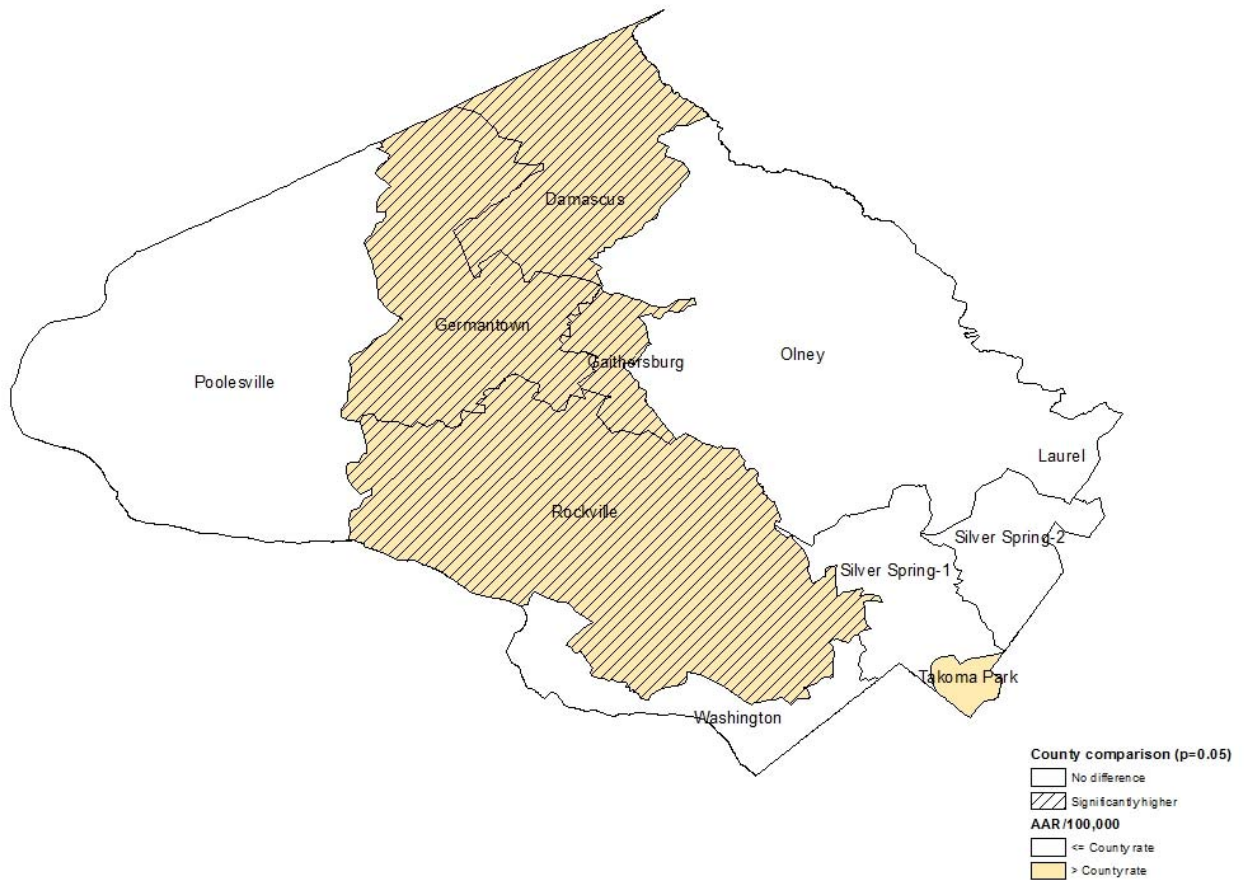 Damascus
Germantown
Gaithersburg
Olney
Poolesville
Laurel
Rockville
Silver Spring-2
Silver Spring-1
Takoma Park
Washington
County comparison (p=0.05)
No difference
Significantly higher
AAR/100,000
<= County rate
> County rate